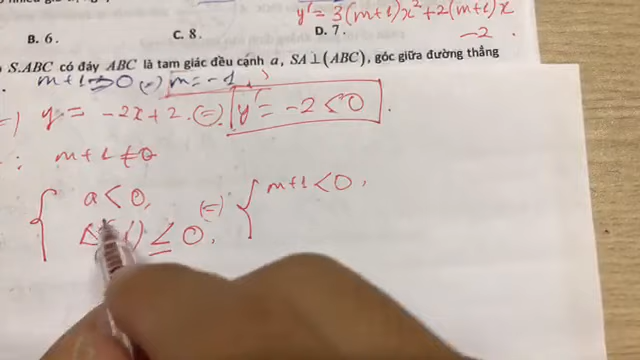 y' = 3(m+1)x² + 2(m+1)x
-2
B. 6.
C. 8.
D. 7.
S.ABC có đáy ABC là tam giác đều cạnh a, SA ⊥ (ABC), góc giữa đường thẳng
m+1=0 (=) m=-1
=) y = -2x+2. (=) y' = -2 < 0.
: m+1 ≠ 0
{ a < 0,
(=) { m+1 < 0,
≤ 0,